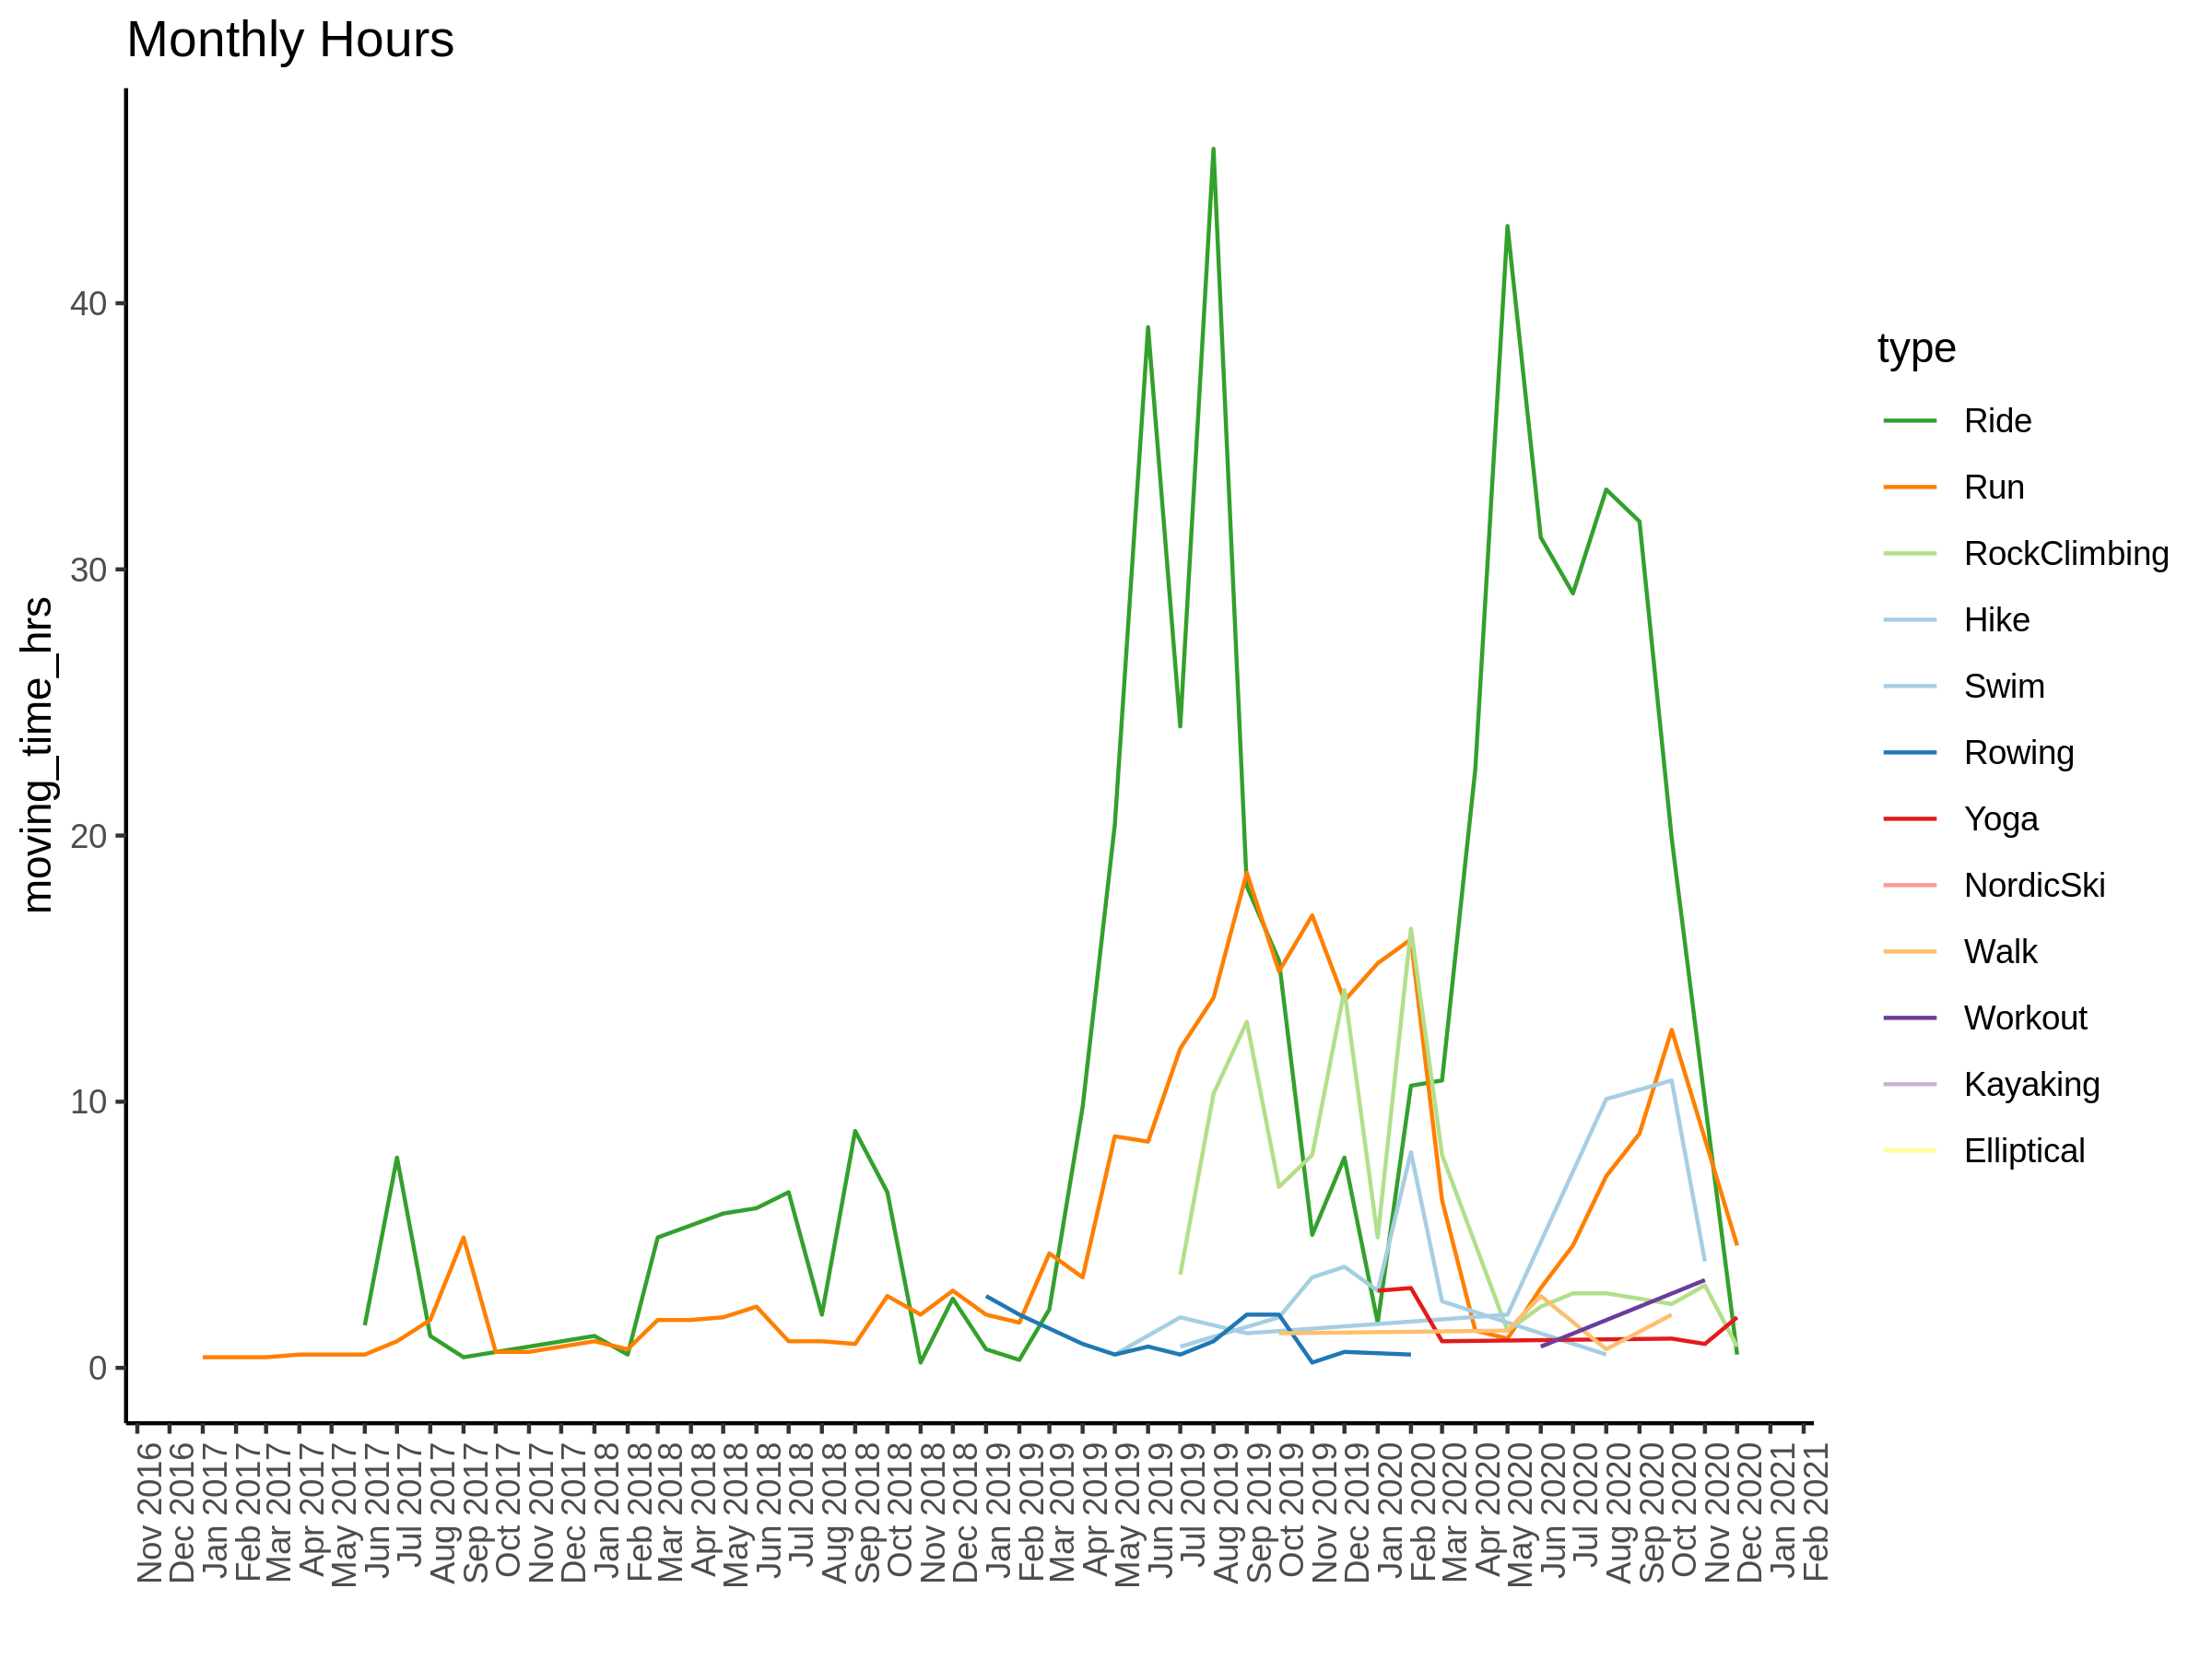 Monthly Hours
moving_time_hrs
40
30
20
10
0
Nov 2016
Dec 2016
Jan 2017
Feb 2017
Mar 2017
Apr 2017
May 2017
Jun 2017
Jul 2017
Aug 2017
Sep 2017
Oct 2017
Nov 2017
Dec 2017
Jan 2018
Feb 2018
Mar 2018
Apr 2018
May 2018
Jun 2018
Jul 2018
Aug 2018
Sep 2018
Oct 2018
Nov 2018
Dec 2018
Jan 2019
Feb 2019
Mar 2019
Apr 2019
May 2019
Jun 2019
Jul 2019
Aug 2019
Sep 2019
Oct 2019
Nov 2019
Dec 2019
Jan 2020
Feb 2020
Mar 2020
Apr 2020
May 2020
Jun 2020
Jul 2020
Aug 2020
Sep 2020
Oct 2020
Nov 2020
Dec 2020
Jan 2021
Feb 2021
type
Ride
Run
RockClimbing
Hike
Swim
Rowing
Yoga
NordicSki
Walk
Workout
Kayaking
Elliptical